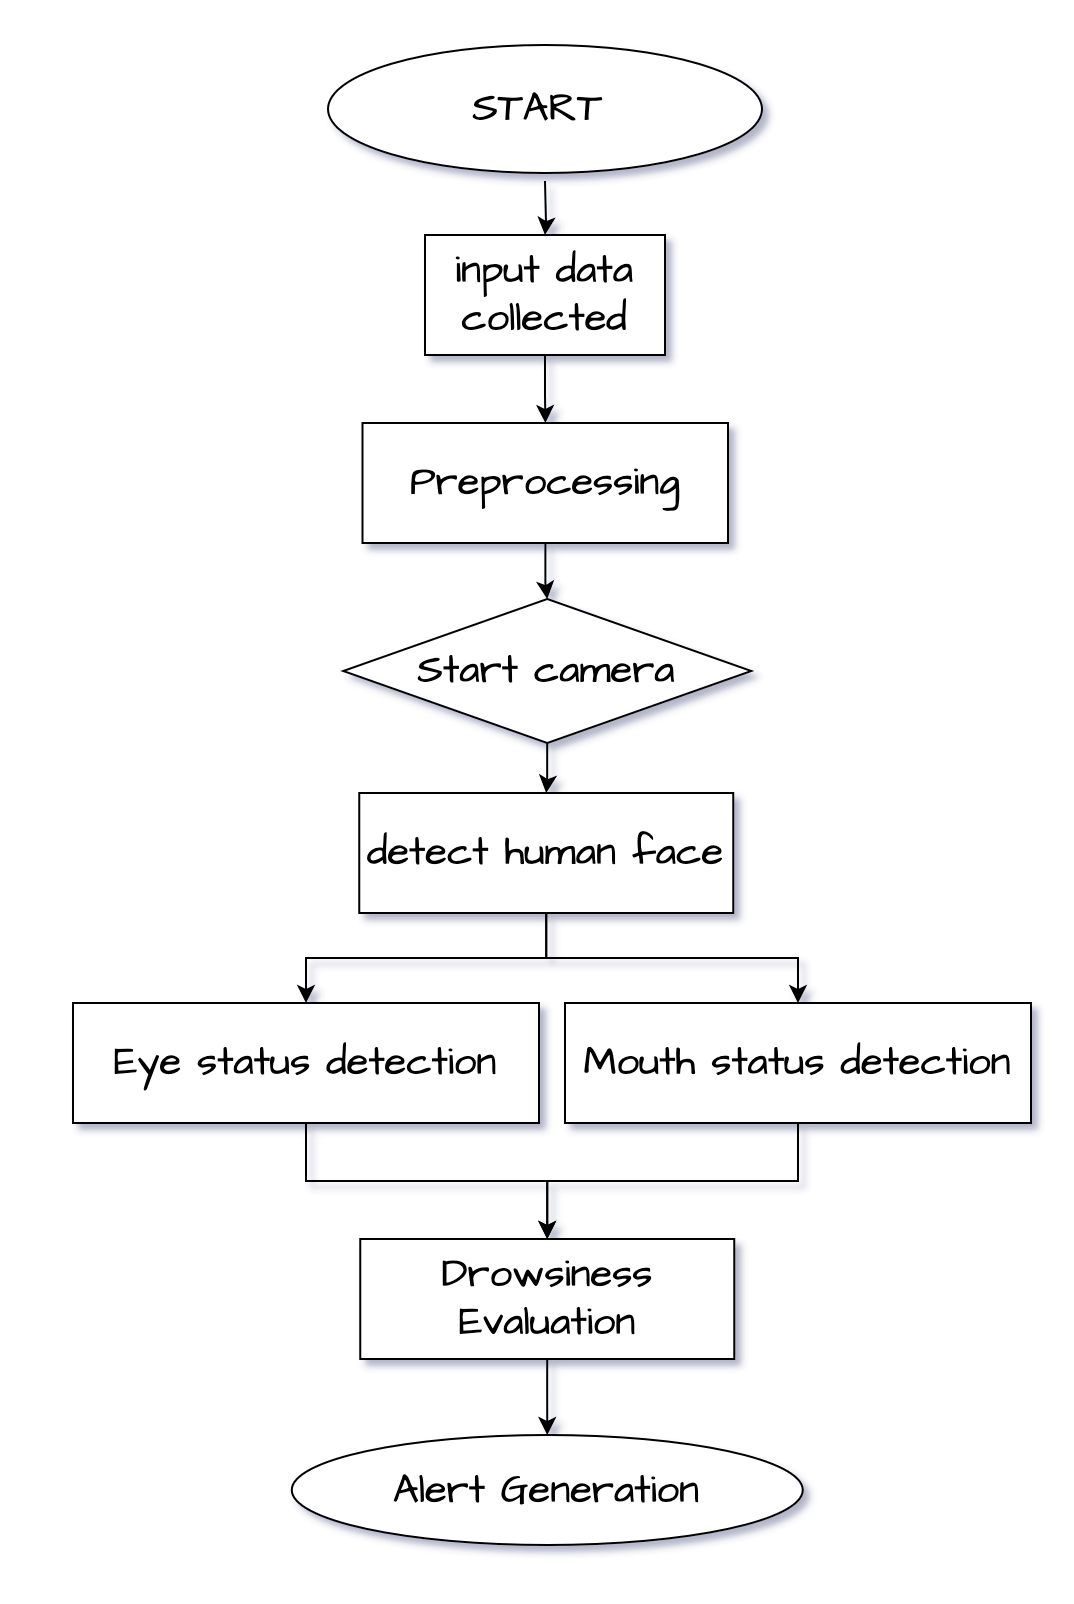 START
input data
collected
Preprocessing
Start camera
detect human face
Eye status detection
Mouth status detection
Drowsiness
Evaluation
Alert Generation